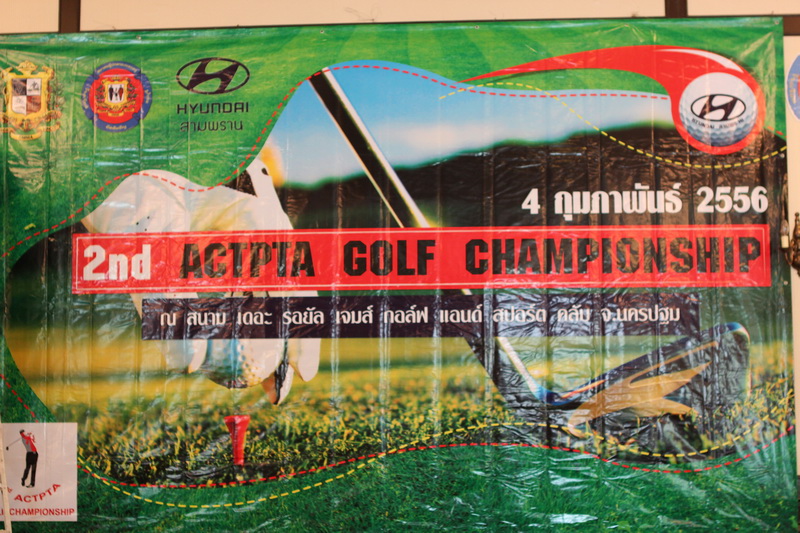 HYUNDAI
สามพราน
4 กุมภาพันธ์ 2556
2nd ACTPTA GOLF CHAMPIONSHIP
ณ สนาม เดอะ รอยัล เจมส์ กอล์ฟ แอนด์ สปอร์ต คลับ จ.นครปฐม
ACTPTA
CHAMPIONSHIP